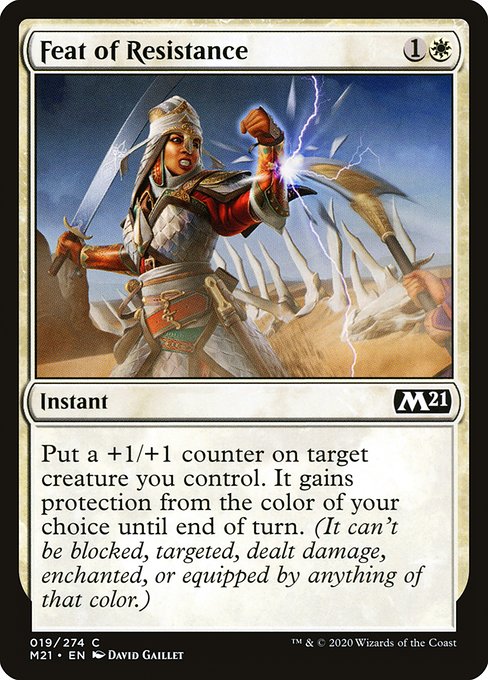 Feat of Resistance 1
Instant M21
Put a +1/+1 counter on target
creature you control. It gains
protection from the color of your
choice until end of turn. (It can't
be blocked, targeted, dealt damage,
enchanted, or equipped by anything of
that color.)
019/274 C
M21 • EN David Gaillet
™ & © 2020 Wizards of the Coast